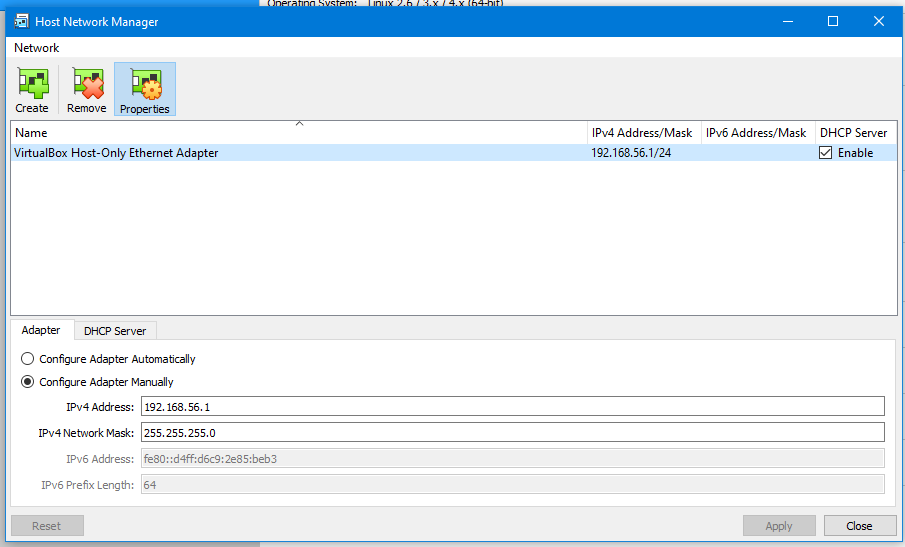 Operating System: Linux 2.6 / 3.x / 4.x (64-bit)
Host Network Manager
Network
Create Remove Properties
Name IPv4 Address/Mask IPv6 Address/Mask DHCP Server
VirtualBox Host-Only Ethernet Adapter 192.168.56.1/24 Enable
Adapter DHCP Server
Configure Adapter Automatically
Configure Adapter Manually
IPv4 Address: 192.168.56.1
IPv4 Network Mask: 255.255.255.0
IPv6 Address: fe80::d4ff:d6c9:2e85:beb3
IPv6 Prefix Length: 64
Reset Apply Close